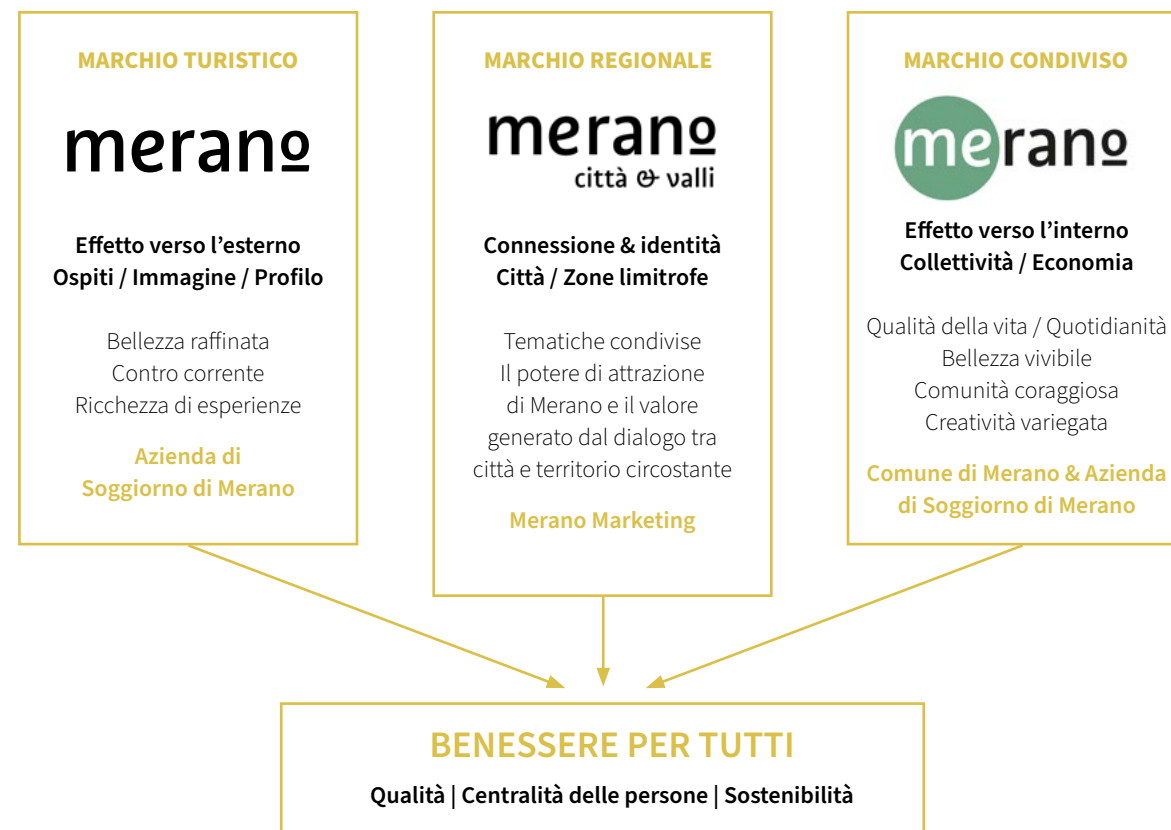 MARCHIO TURISTICO
meranо
Effetto verso l’esterno
Ospiti / Immagine / Profilo
Bellezza raffinata
Contro corrente
Ricchezza di esperienze
Azienda di
Soggiorno di Merano
MARCHIO REGIONALE
merano
città & valli
Connessione & identità
Città / Zone limitrofe
Tematiche condivise
Il potere di attrazione
di Merano e il valore
generato dal dialogo tra
città e territorio circostante
Merano Marketing
MARCHIO CONDIVISO
merano
Effetto verso l’interno
Collettività / Economia
Qualità della vita / Quotidianità
Bellezza vivibile
Comunità coraggiosa
Creatività variegata
Comune di Merano & Azienda
di Soggiorno di Merano
BENESSERE PER TUTTI
Qualità | Centralità delle persone | Sostenibilità